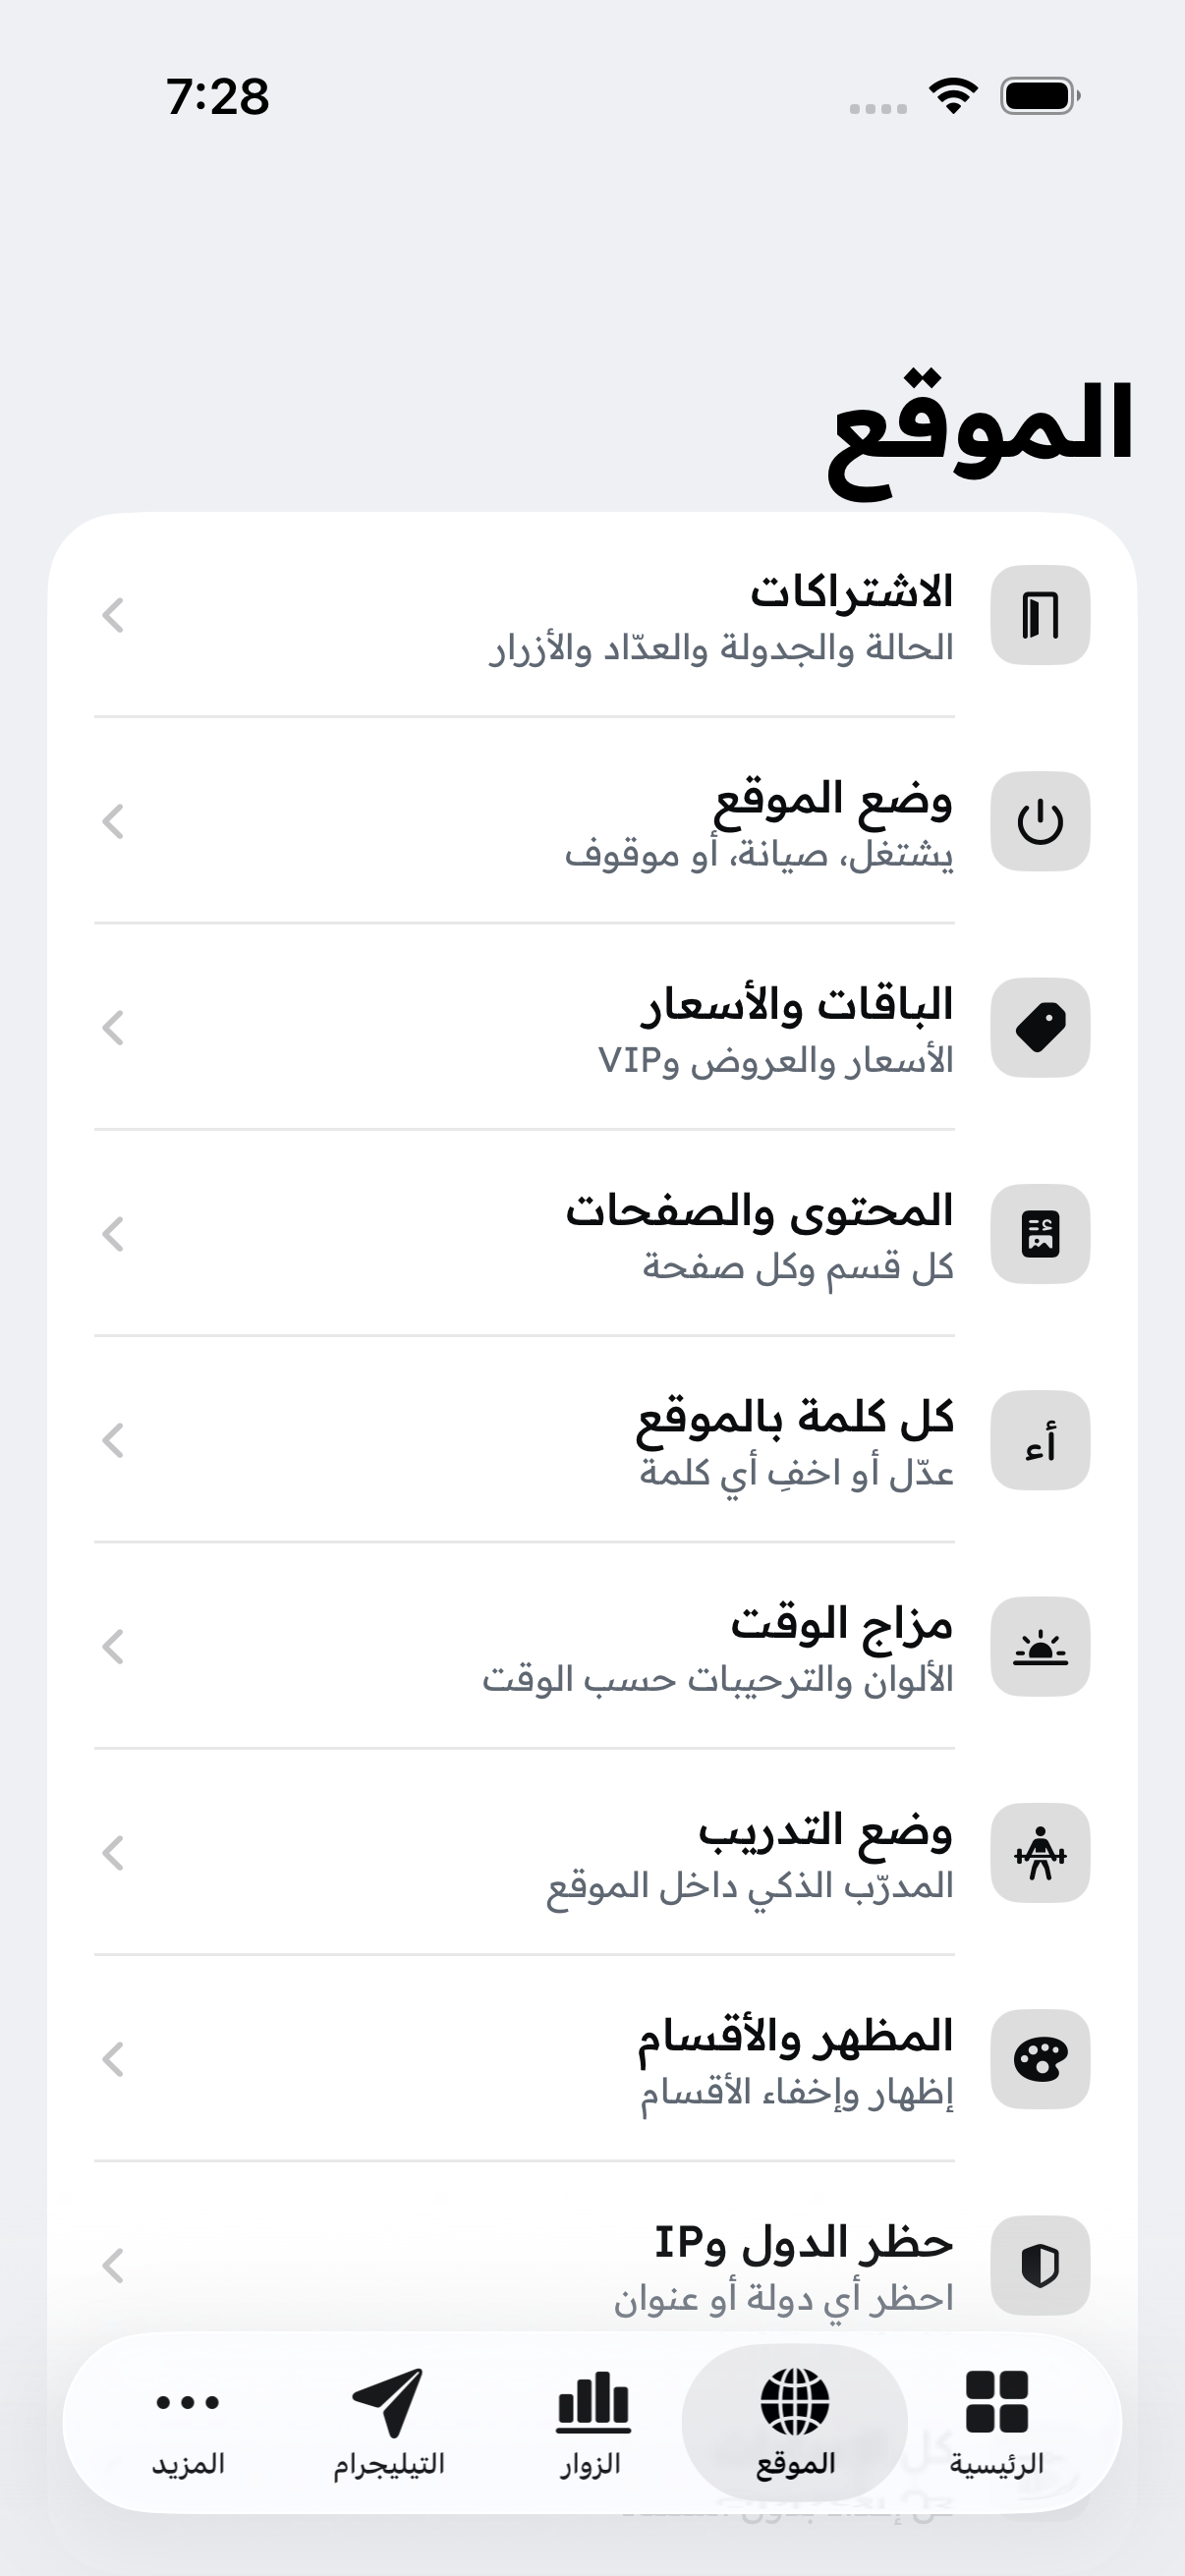 7:28
الموقع
الاشتراكات
الحالة والجدولة والعدّاد والأزرار
وضع الموقع
يشتغل، صيانة، أو موقوف
الباقات والأسعار
الأسعار والعروض وVIP
المحتوى والصفحات
كل قسم وكل صفحة
أء
كل كلمة بالموقع
عدّل أو اخفِ أي كلمة
مزاج الوقت
الألوان والترحيبات حسب الوقت
وضع التدريب
المدرّب الذكي داخل الموقع
المظهر والأقسام
إظهار وإخفاء الأقسام
حظر الدول وIP
احظر أي دولة أو عنوان
الرئيسية
الموقع
الزوار
التيليجرام
المزيد